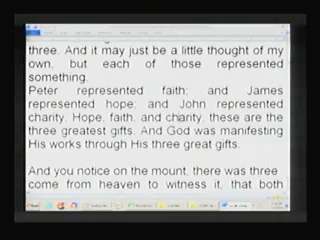 three. And it may just be a little thought of my
own, but each of those represented
something.
Peter represented faith; and James
represented hope; and John represented
charity. Hope, faith, and charity, these are the
three greatest gifts. And God was manifesting
His works through His three great gifts.
And you notice on the mount, there was three
come from heaven to witness it, that both